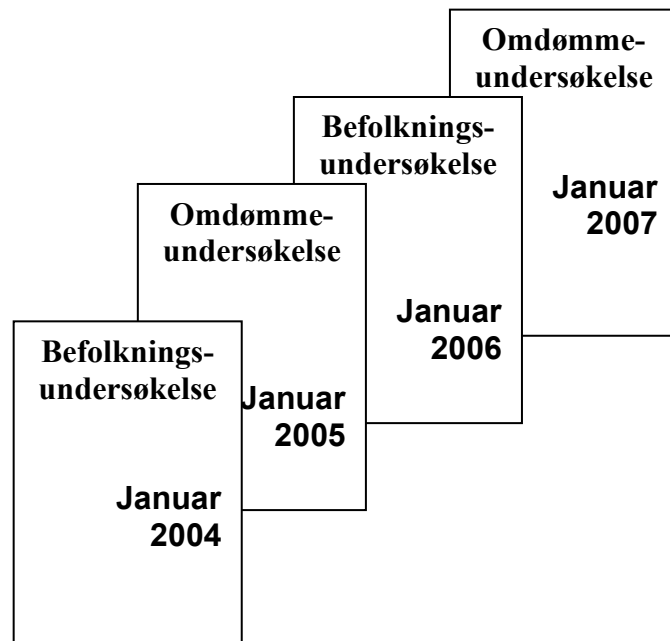 Omdømme-
undersøkelse
Januar
2007
Befolknings-
undersøkelse
Januar
2006
Omdømme-
undersøkelse
Januar
2005
Befolknings-
undersøkelse
Januar
2004